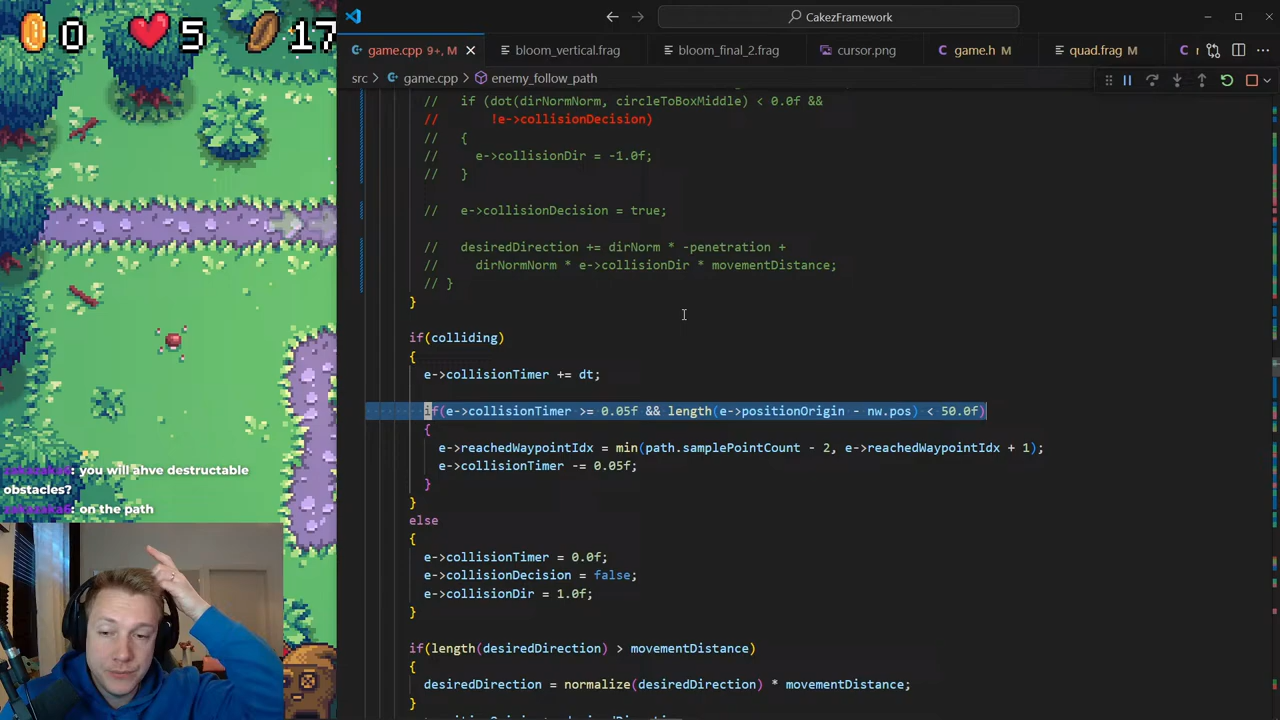 0
5
17
CakezFramework
game.cpp 9+, M
bloom_vertical.frag
bloom_final_2.frag
cursor.png
game.h M
quad.frag M
src > game.cpp > enemy_follow_path
// if (dot(dirNormNorm, circleToBoxMiddle) < 0.0f &&
// !e->collisionDecision)
// {
// e->collisionDir = -1.0f;
// }
// e->collisionDecision = true;
// desiredDirection += dirNorm * -penetration +
// dirNormNorm * e->collisionDir * movementDistance;
// }
}
if(colliding)
{
e->collisionTimer += dt;
if(e->collisionTimer >= 0.05f && length(e->positionOrigin - nw.pos) < 50.0f)
{
e->reachedWaypointIdx = min(path.samplePointCount - 2, e->reachedWaypointIdx + 1);
e->collisionTimer -= 0.05f;
}
}
else
{
e->collisionTimer = 0.0f;
e->collisionDecision = false;
e->collisionDir = 1.0f;
}
if(length(desiredDirection) > movementDistance)
{
desiredDirection = normalize(desiredDirection) * movementDistance;
}
: you will ahve destructable
obstacles?
: on the path